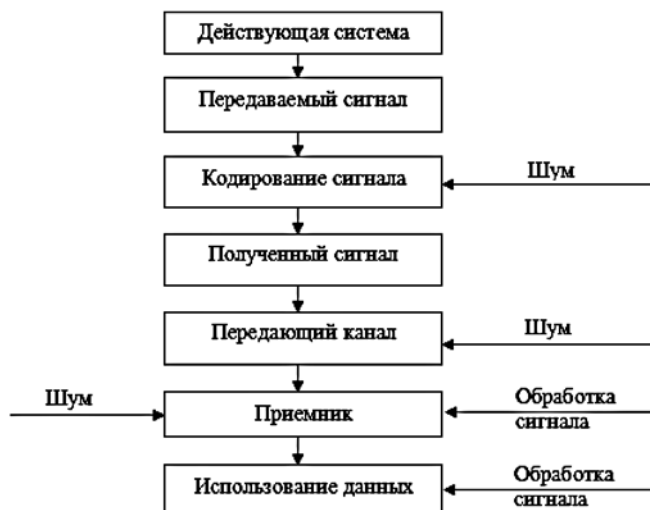 Действующая система
Передаваемый сигнал
Кодирование сигнала
Шум
Полученный сигнал
Передающий канал
Шум
Шум
Приемник
Обработка
сигнала
Использование данных
Обработка
сигнала